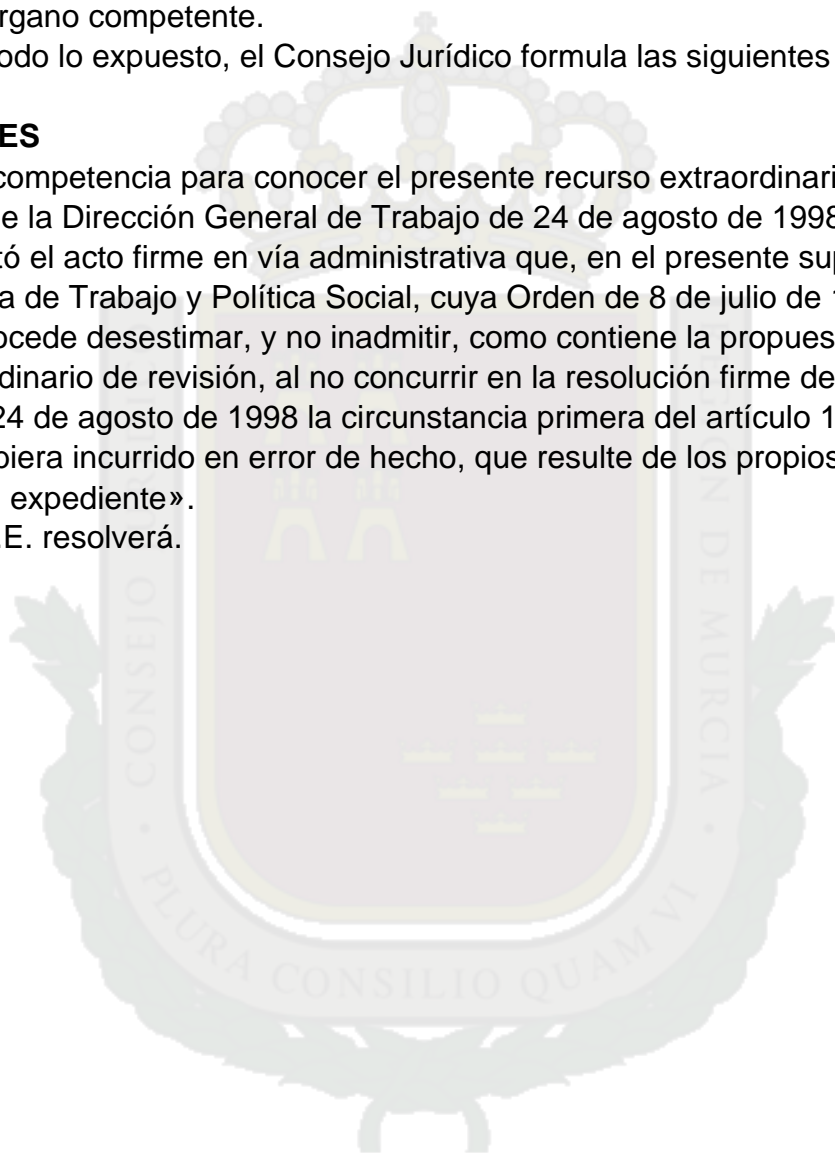 rgano competente.
odo lo expuesto, el Consejo Jurídico formula las siguientes
ES
competencia para conocer el presente recurso extraordinari
e la Dirección General de Trabajo de 24 de agosto de 1998
tó el acto firme en vía administrativa que, en el presente su
a de Trabajo y Política Social, cuya Orden de 8 de julio de
ocede desestimar, y no inadmitir, como contiene la propues
dinario de revisión, al no concurrir en la resolución firme de
24 de agosto de 1998 la circunstancia primera del artículo 1
biera incurrido en error de hecho, que resulte de los propios
expediente».
.E. resolverá.
CONSEJO JURÍDICO
REGIÓN DE MURCIA
PLURA CONSILIO QUAM VI